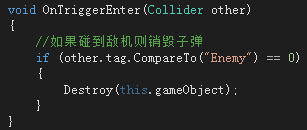 void OnTriggerEnter(Collider other)
{
//如果碰到敌机则销毁子弹
if (other.tag.CompareTo("Enemy") == 0)
{
Destroy(this.gameObject);
}
}